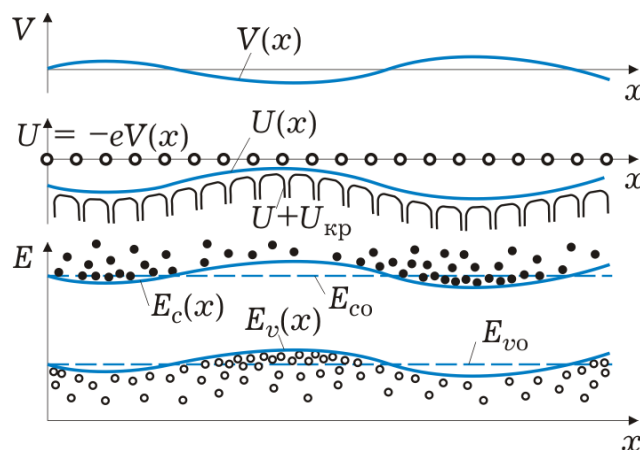 V
V(x)
x
U = −eV(x)
U(x)
x
U+Uкр
E
Ec(x)
Eco
Ev(x)
Evo
x